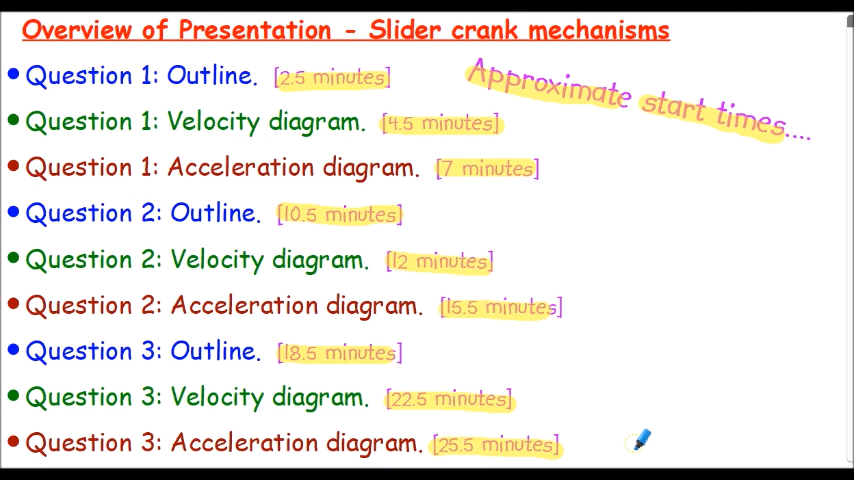 Overview of Presentation - Slider crank mechanisms
• Question 1: Outline. [2.5 minutes]
Approximate start times....
• Question 1: Velocity diagram. [4.5 minutes]
• Question 1: Acceleration diagram. [7 minutes]
• Question 2: Outline. [10.5 minutes]
• Question 2: Velocity diagram. [12 minutes]
• Question 2: Acceleration diagram. [15.5 minutes]
• Question 3: Outline. [18.5 minutes]
• Question 3: Velocity diagram. [22.5 minutes]
• Question 3: Acceleration diagram. [25.5 minutes]